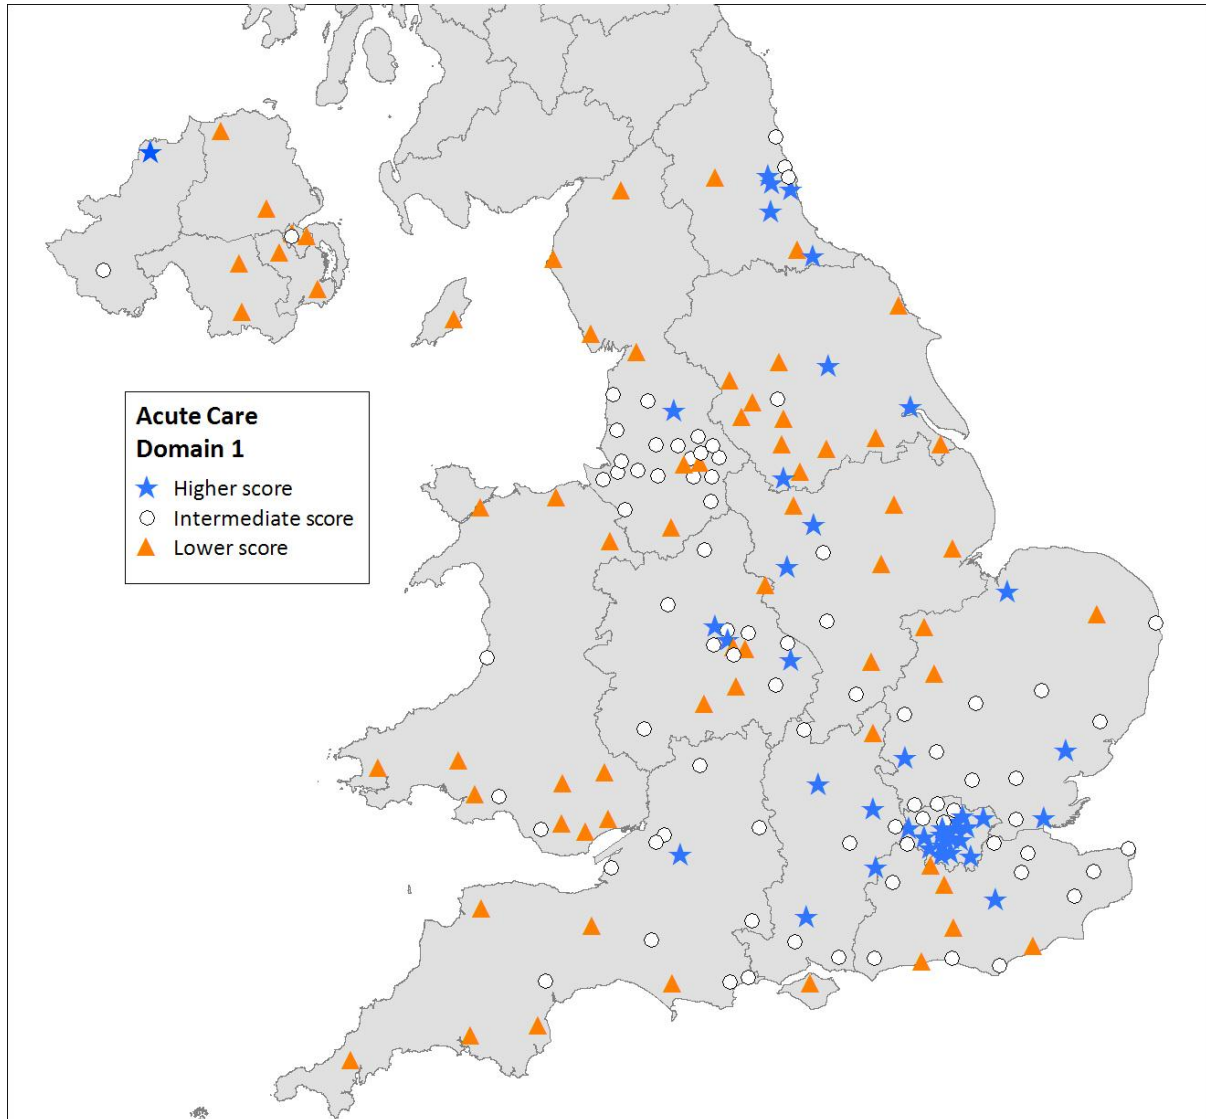 Acute Care
Domain 1
Higher score
Intermediate score
Lower score